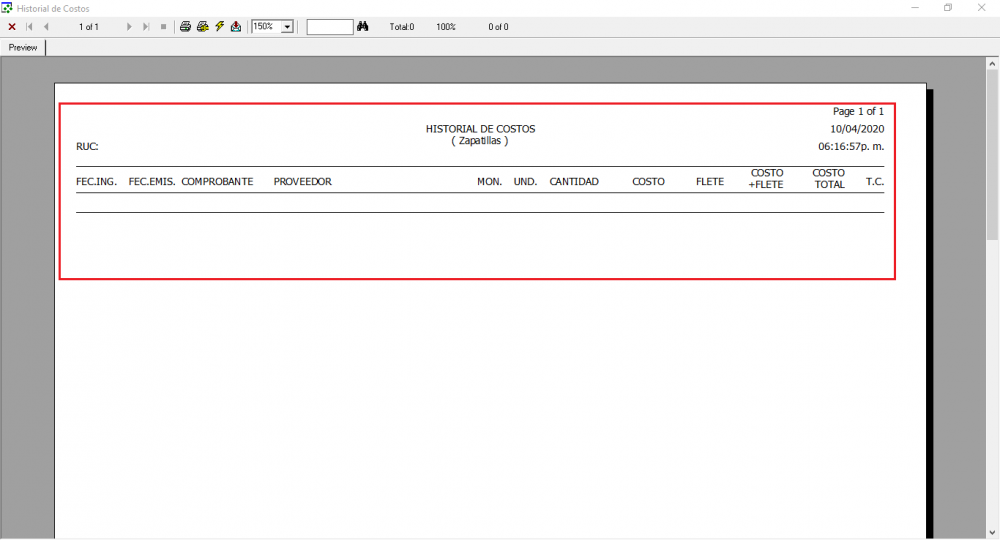 Historial de Costos
1 of 1 150% Total:0 100% 0 of 0
Preview
Page 1 of 1
HISTORIAL DE COSTOS 10/04/2020
( Zapatillas )
RUC: 06:16:57p. m.
FEC.ING. FEC.EMIS. COMPROBANTE PROVEEDOR MON. UND. CANTIDAD COSTO FLETE COSTO +FLETE COSTO TOTAL T.C.